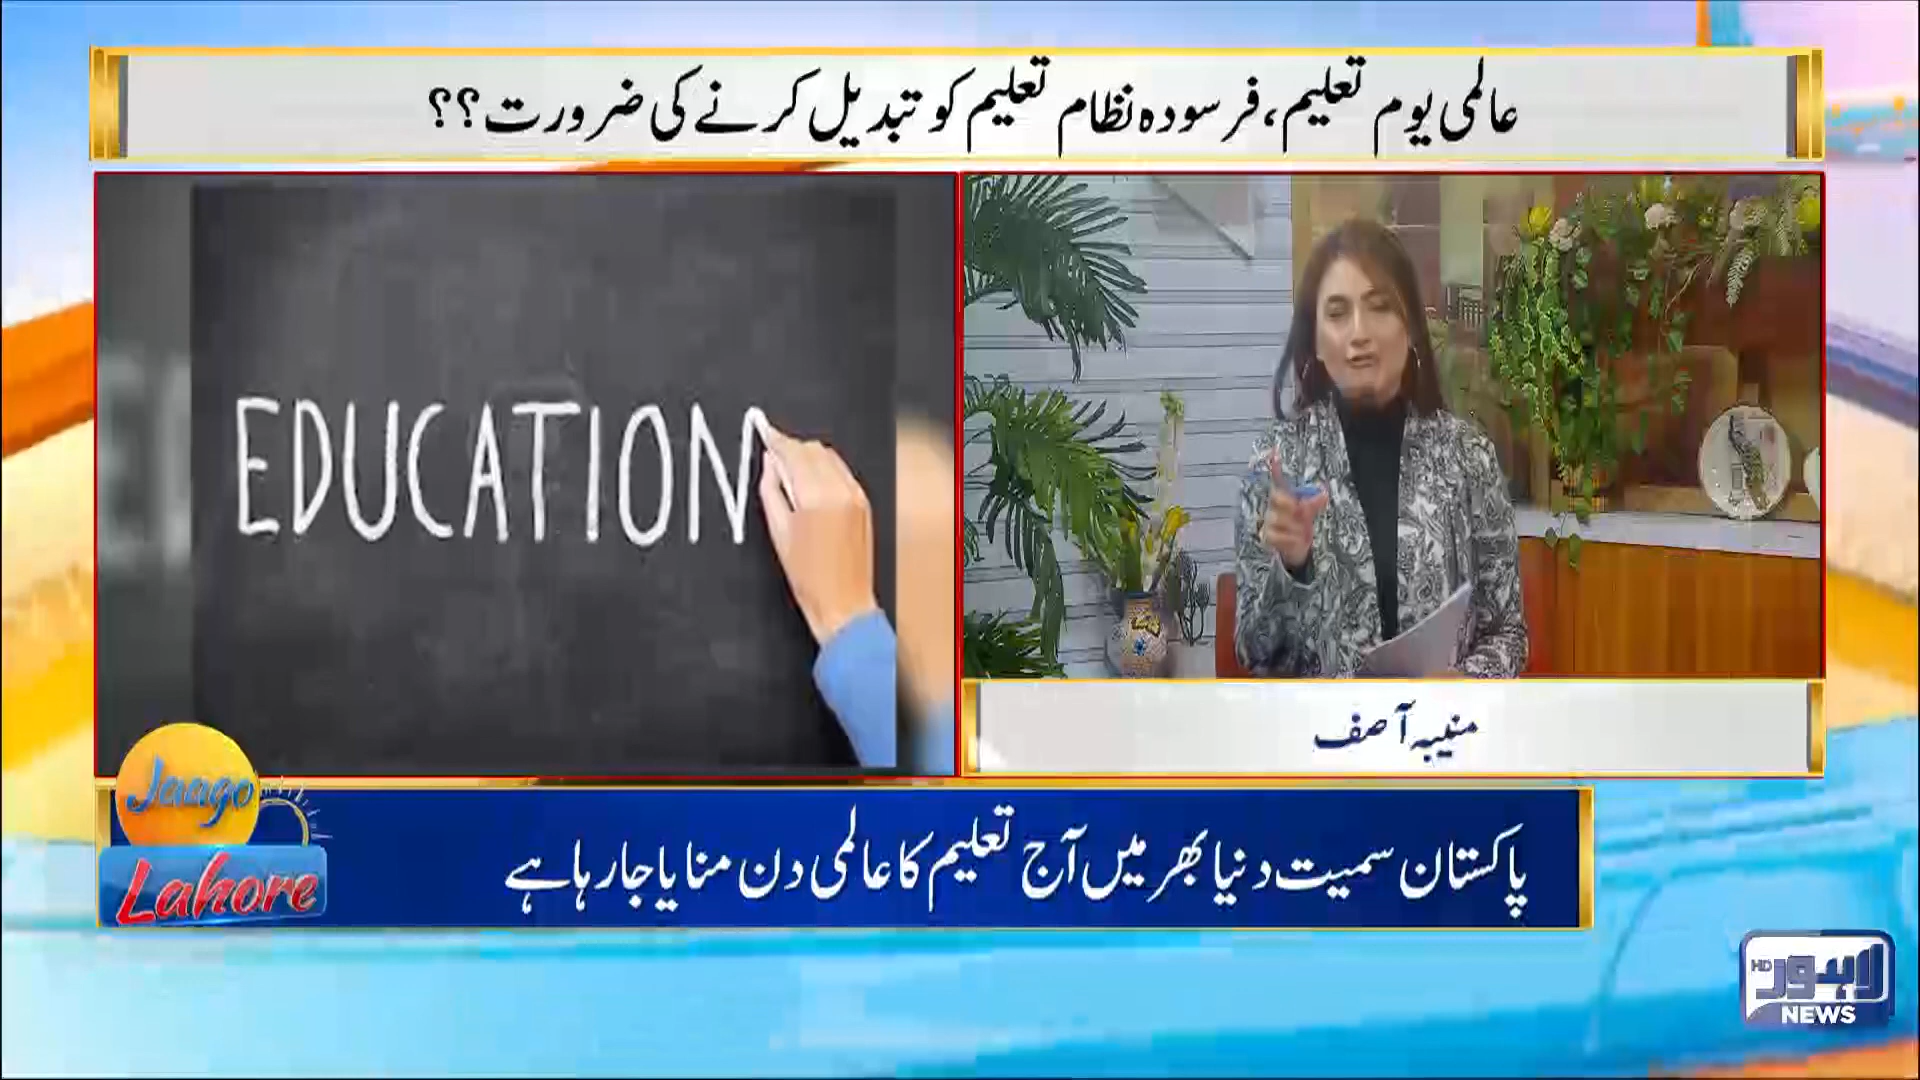 عالمی یوم تعلیم، فرسودہ نظام تعلیم کو تبدیل کرنے کی ضرورت؟؟
EDUCATION
منیبہ آصف
Jaago
Lahore
پاکستان سمیت دنیا بھر میں آج تعلیم کا عالمی دن منایا جا رہا ہے
لاہور HD
NEWS